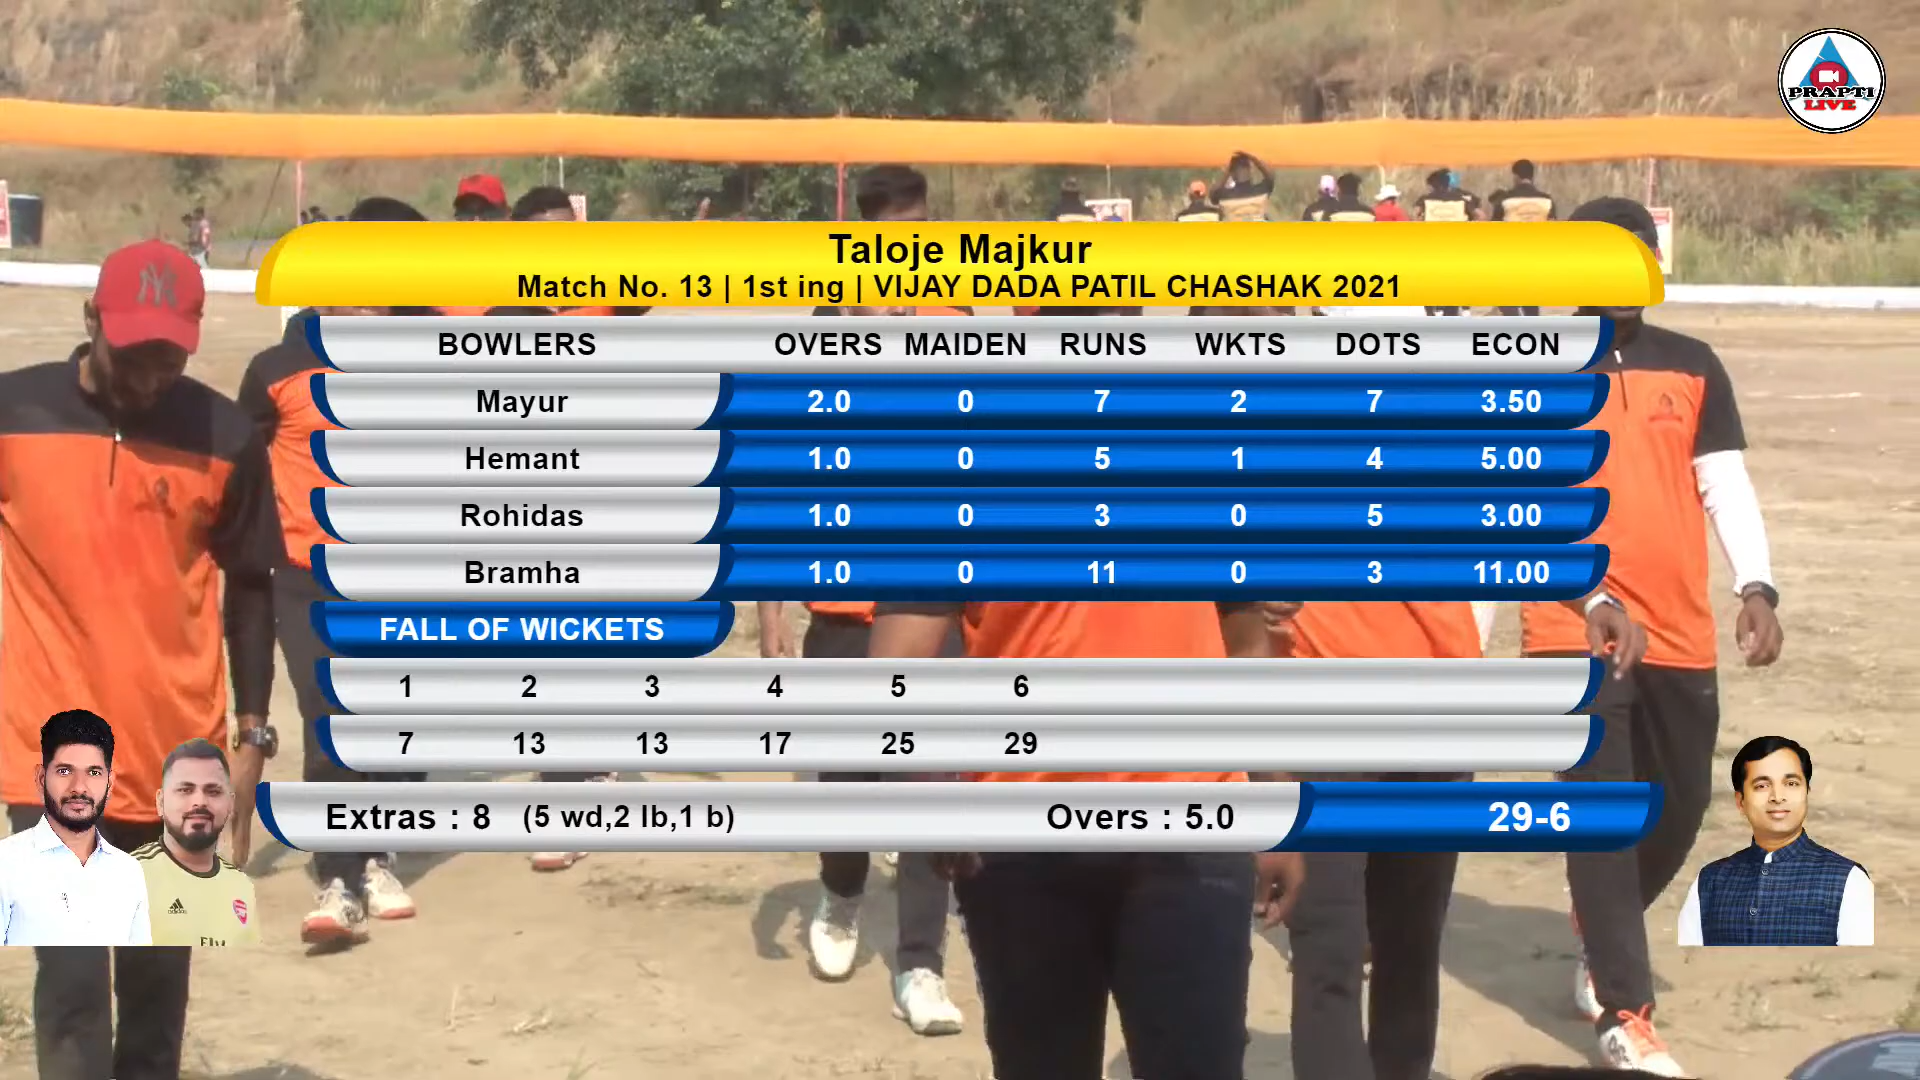 PRAPTI
LIVE
Taloje Majkur
Match No. 13 | 1st ing | VIJAY DADA PATIL CHASHAK 2021
BOWLERS OVERS MAIDEN RUNS WKTS DOTS ECON
Mayur 2.0 0 7 2 7 3.50
Hemant 1.0 0 5 1 4 5.00
Rohidas 1.0 0 3 0 5 3.00
Bramha 1.0 0 11 0 3 11.00
FALL OF WICKETS
1 2 3 4 5 6
7 13 13 17 25 29
Extras : 8 (5 wd,2 lb,1 b) Overs : 5.0 29-6
adidas